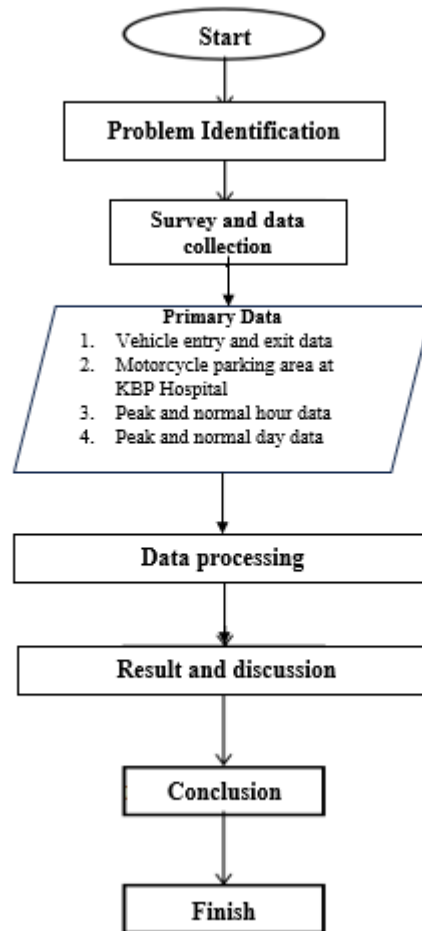 Start
Problem Identification
Survey and data
collection
Primary Data
1. Vehicle entry and exit data
2. Motorcycle parking area at
KBP Hospital
3. Peak and normal hour data
4. Peak and normal day data
Data processing
Result and discussion
Conclusion
Finish